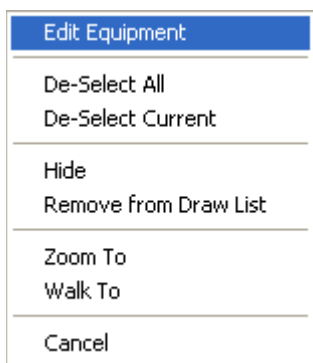 Edit Equipment
De-Select All
De-Select Current
Hide
Remove from Draw List
Zoom To
Walk To
Cancel